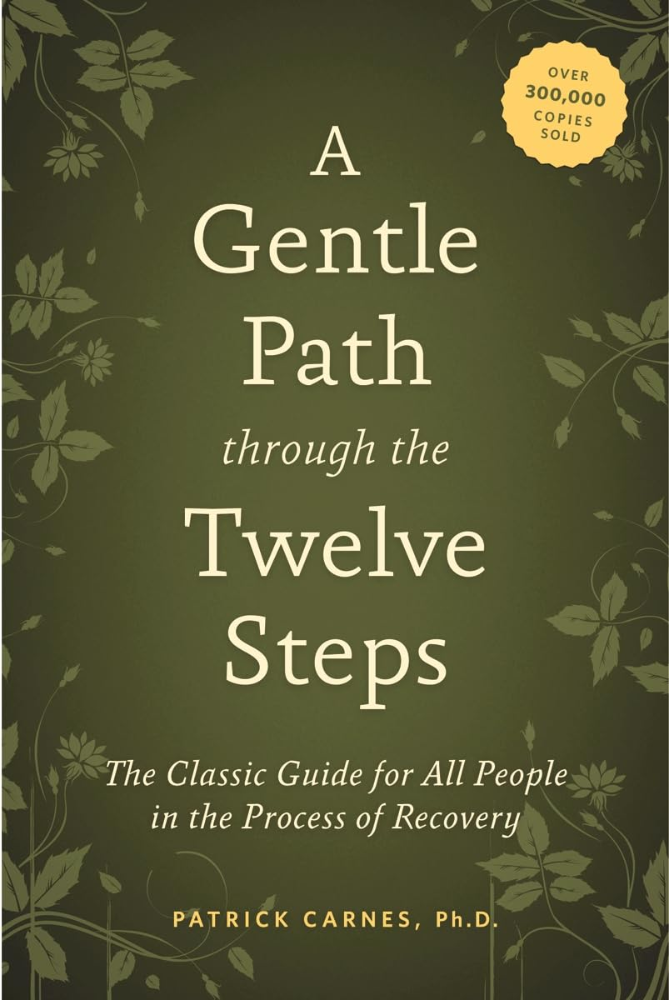 OVER
300,000
COPIES
SOLD
A
Gentle
Path
through the
Twelve
Steps
The Classic Guide for All People
in the Process of Recovery
PATRICK CARNES, Ph.D.